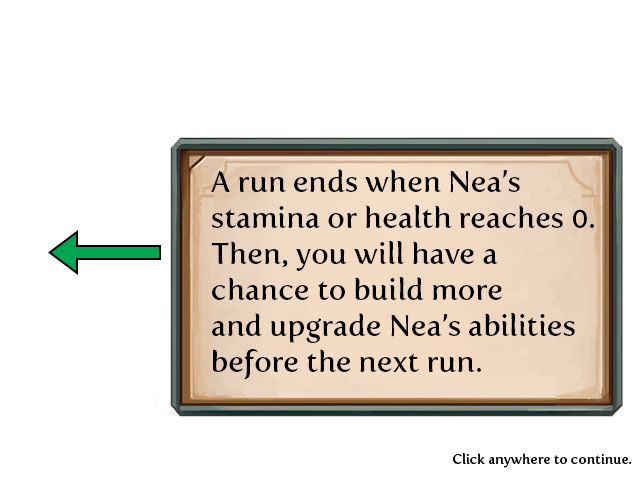 A run ends when Nea's
stamina or health reaches 0.
Then, you will have a
chance to build more
and upgrade Nea's abilities
before the next run.
Click anywhere to continue.